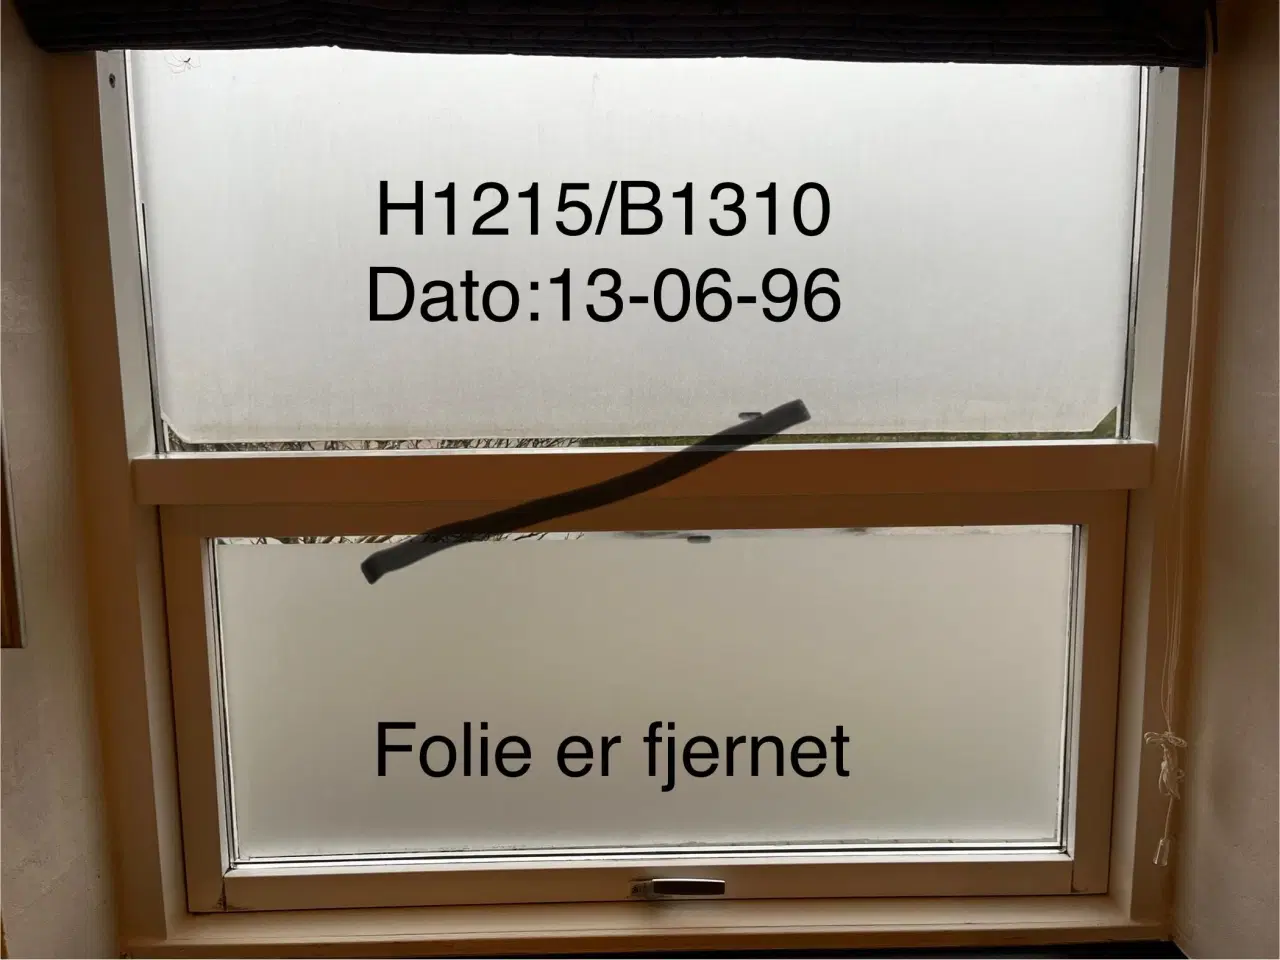 H1215/B1310
Dato:13-06-96
Folie er fjernet